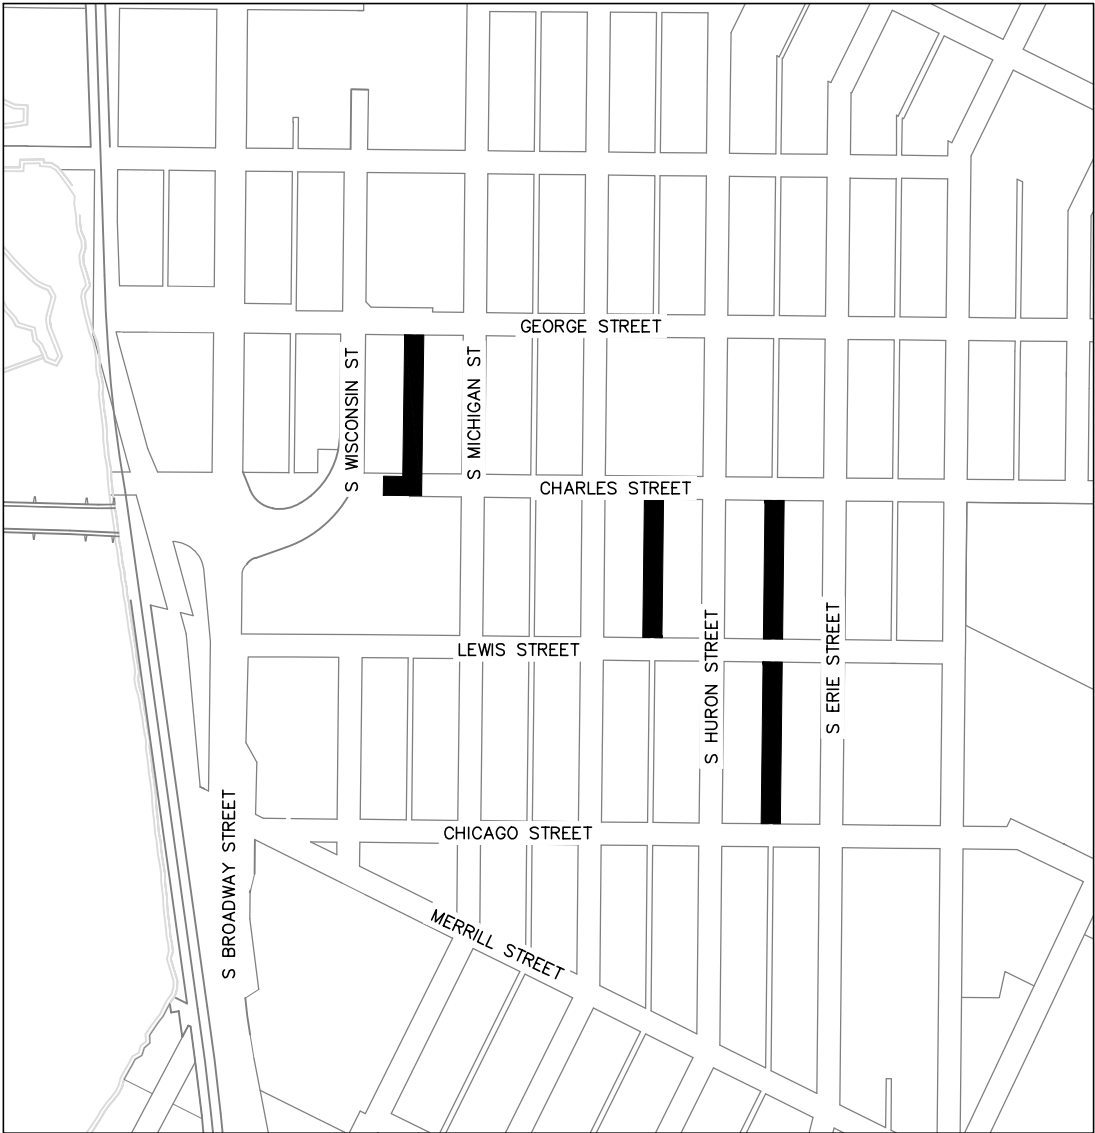 GEORGE STREET
S WISCONSIN ST
S MICHIGAN ST
CHARLES STREET
LEWIS STREET
S HURON STREET
S ERIE STREET
CHICAGO STREET
S BROADWAY STREET
MERRILL STREET